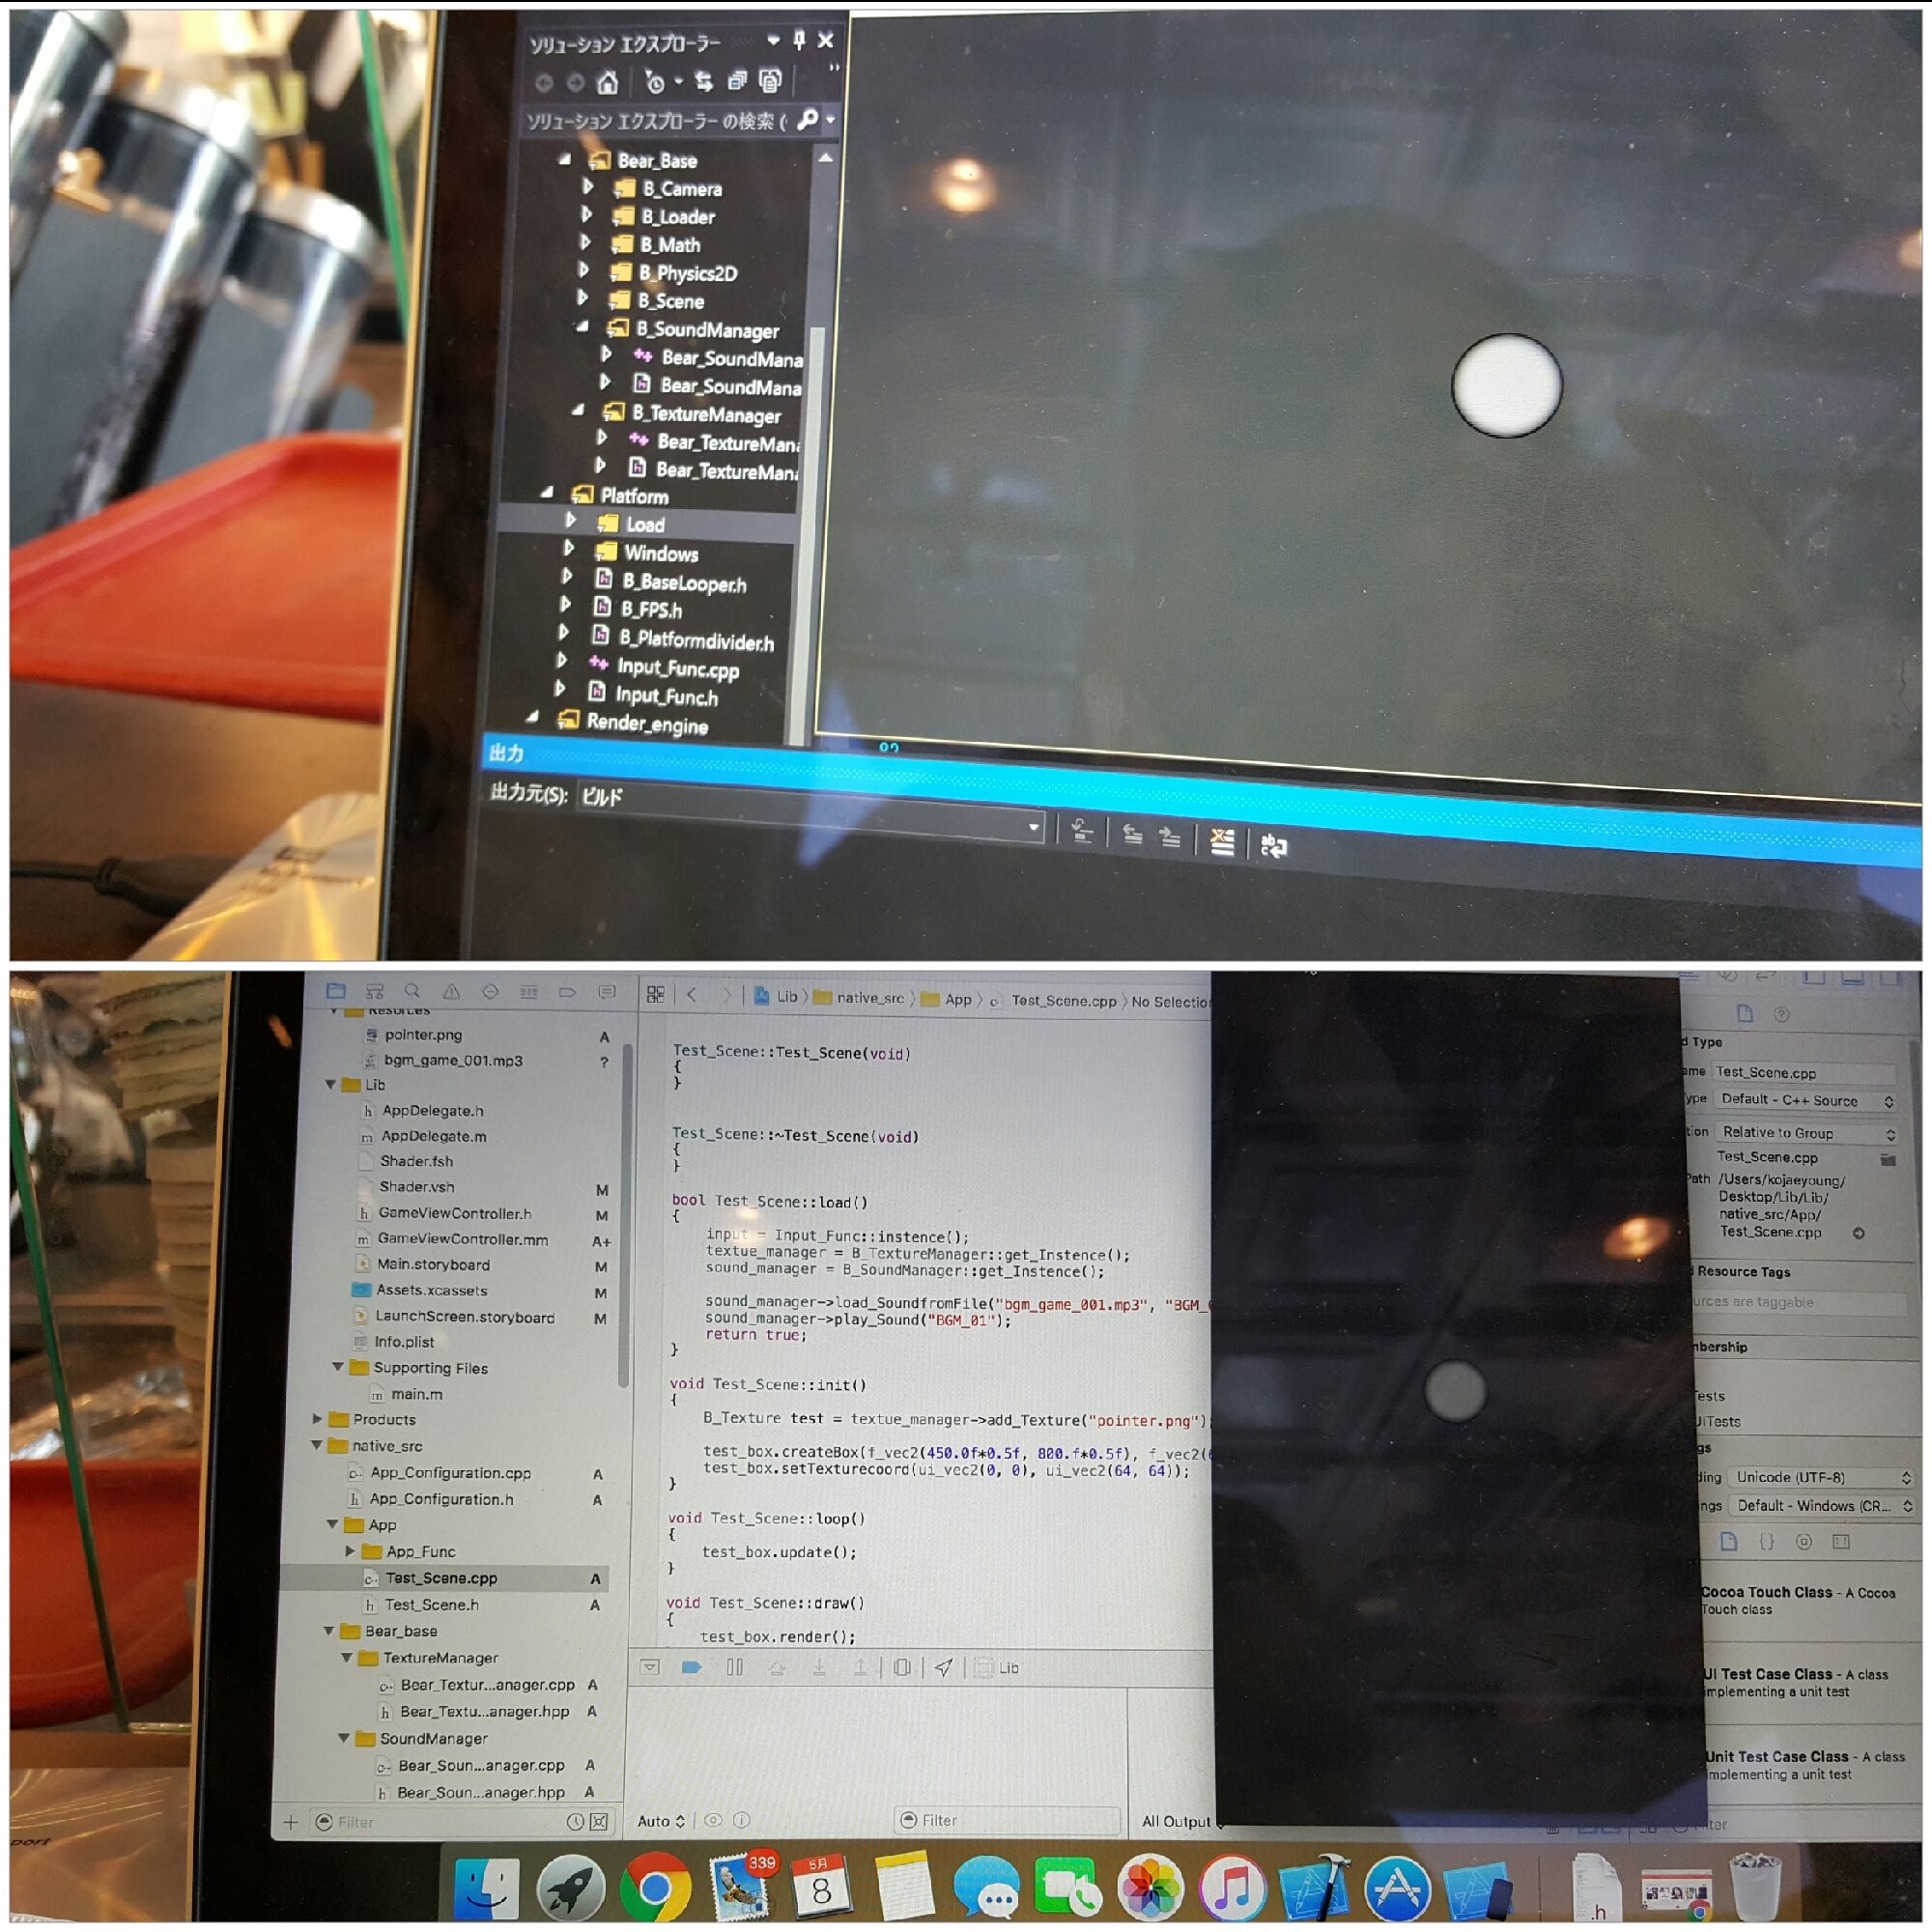 ソリューション エクスプローラー
ソリューション エクスプローラー の検索 (
Bear_Base
B_Camera
B_Loader
B_Math
B_Physics2D
B_Scene
B_SoundManager
Bear_SoundMana
Bear_SoundMana
B_TextureManager
Bear_TextureMan
Bear_TextureMan
Platform
Load
Windows
B_BaseLooper.h
B_FPS.h
B_Platformdivider.h
Input_Func.cpp
Input_Func.h
Render_engine
出力
出力元(S): ビルド
Lib native_src App Test_Scene.cpp No Selection
Resources
pointer.png A
bgm_game_001.mp3 ?
Lib
AppDelegate.h
AppDelegate.m
Shader.fsh
Shader.vsh M
GameViewController.h M
GameViewController.mm A+
Main.storyboard M
Assets.xcassets M
LaunchScreen.storyboard M
Info.plist
Supporting Files
main.m
Products
native_src
App_Configuration.cpp A
App_Configuration.h A
App
App_Func
Test_Scene.cpp A
Test_Scene.h A
Bear_base
TextureManager
Bear_Textur...anager.cpp A
Bear_Textu...anager.hpp A
SoundManager
Bear_Soun...anager.cpp A
Bear_Soun...anager.hpp A
Filter
Test_Scene::Test_Scene(void)
{
}
Test_Scene::~Test_Scene(void)
{
}
bool Test_Scene::load()
{
input = Input_Func::instence();
textue_manager = B_TextureManager::get_Instence();
sound_manager = B_SoundManager::get_Instence();
sound_manager->load_SoundfromFile("bgm_game_001.mp3", "BGM_
sound_manager->play_Sound("BGM_01");
return true;
}
void Test_Scene::init()
{
B_Texture test = textue_manager->add_Texture("pointer.png");
test_box.createBox(f_vec2(450.0f*0.5f, 800.f*0.5f), f_vec2(
test_box.setTexturecoord(ui_vec2(0, 0), ui_vec2(64, 64));
}
void Test_Scene::loop()
{
test_box.update();
}
void Test_Scene::draw()
{
test_box.render();
Lib
Auto
Filter
All Output
d Type
ame Test_Scene.cpp
ype Default - C++ Source
tion Relative to Group
Test_Scene.cpp
Path /Users/kojaeyoung/
Desktop/Lib/Lib/
native_src/App/
Test_Scene.cpp
d Resource Tags
urces are taggable
mbership
ests
UITests
gs
ding Unicode (UTF-8)
ngs Default - Windows (CR...
Cocoa Touch Class - A Cocoa
Touch class
UI Test Case Class - A class
implementing a unit test
Unit Test Case Class - A class
implementing a unit test
339
5月
8
.h